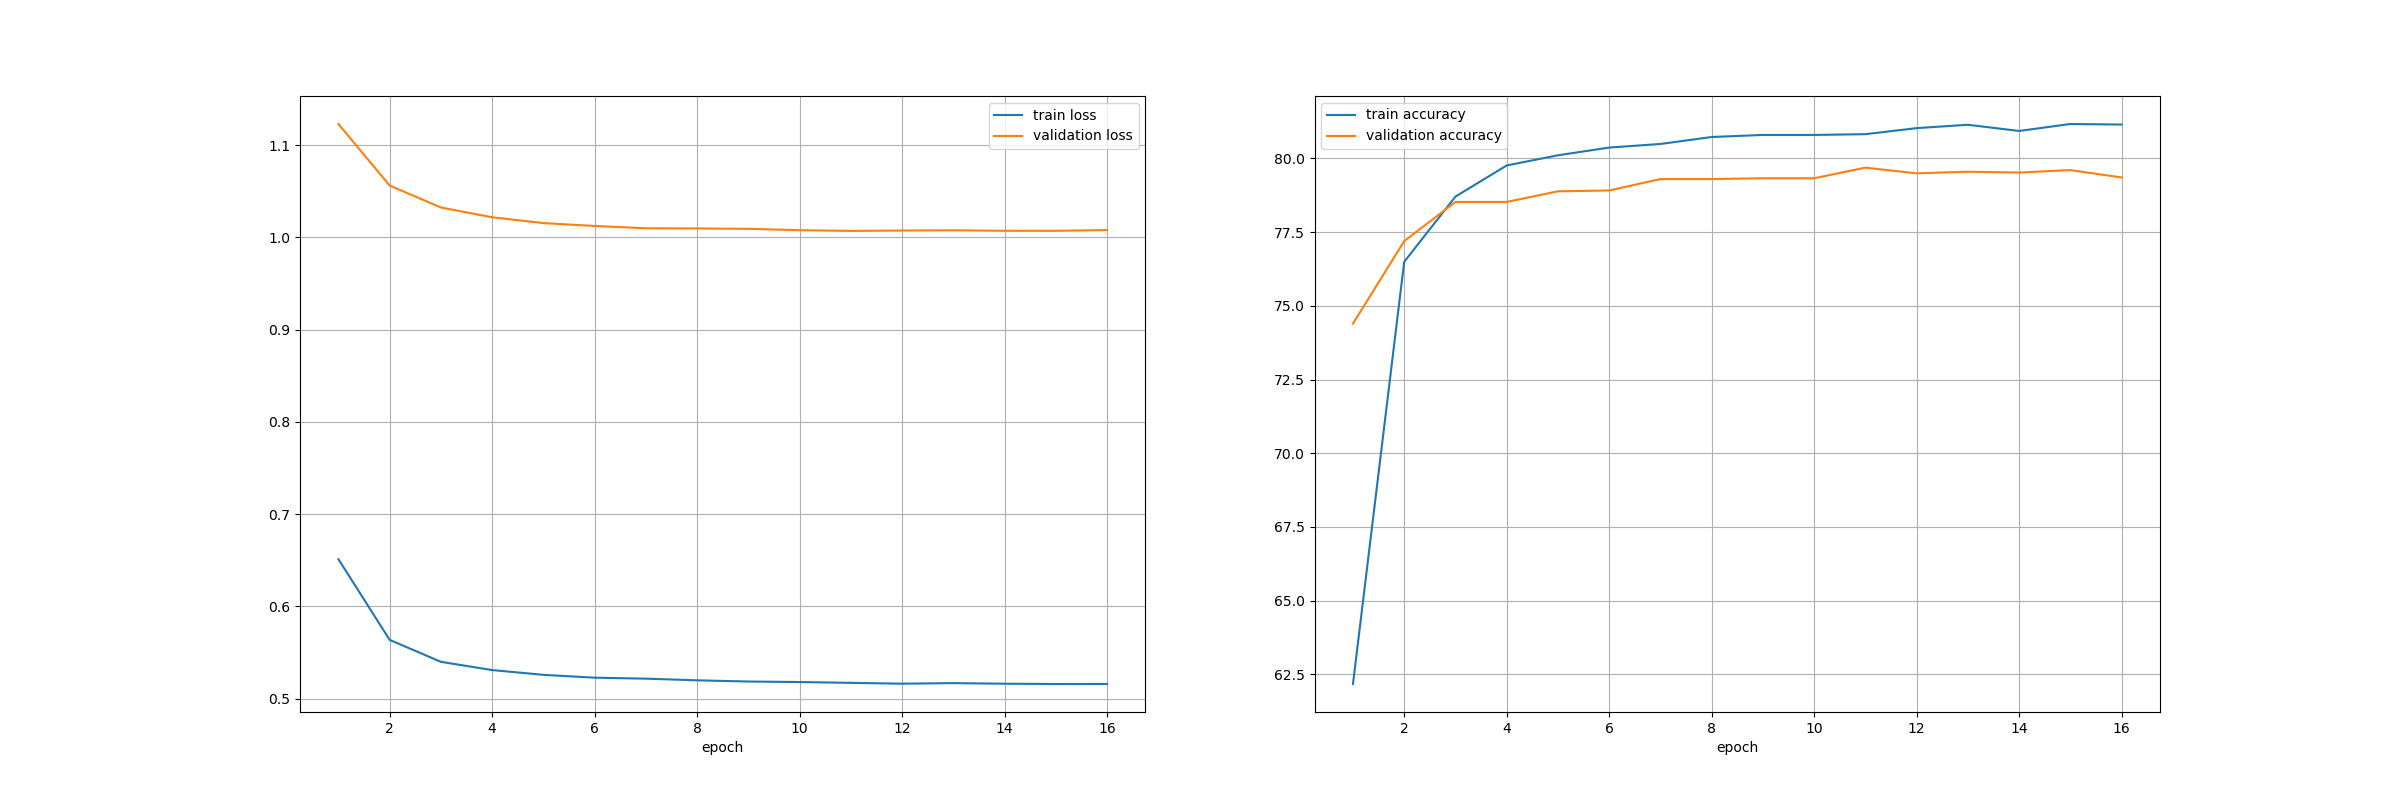 train loss
validation loss
1.1
1.0
0.9
0.8
0.7
0.6
0.5
2 4 6 8 10 12 14 16
epoch
train accuracy
validation accuracy
80.0
77.5
75.0
72.5
70.0
67.5
65.0
62.5
2 4 6 8 10 12 14 16
epoch